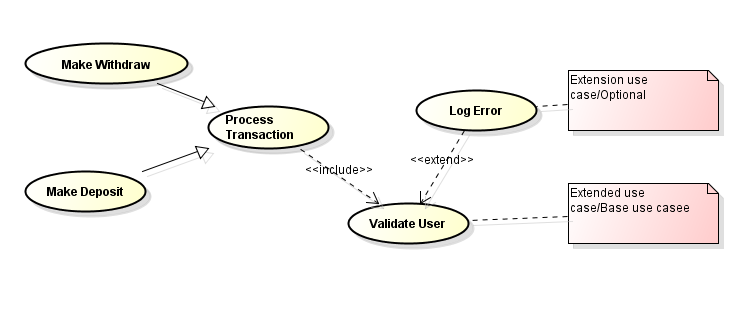 Make Withdraw
Process
Transaction
Make Deposit
<<include>>
Log Error
<<extend>>
Validate User
Extension use
case/Optional
Extended use
case/Base use casee